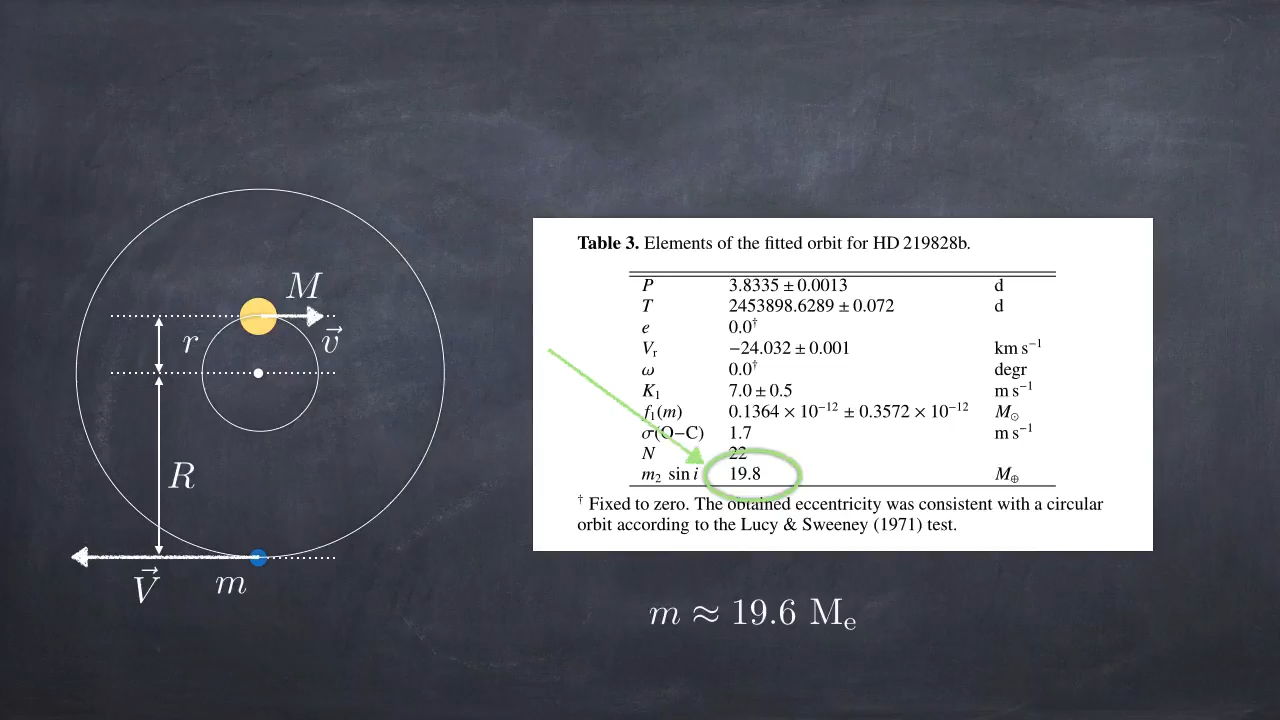 M
r
v⃗
R
V⃗
m
Table 3. Elements of the fitted orbit for HD 219828b.
P 3.8335 ± 0.0013 d
T 2453898.6289 ± 0.072 d
e 0.0†
Vr −24.032 ± 0.001 km s−1
ω 0.0† degr
K1 7.0 ± 0.5 m s−1
f1(m) 0.1364 × 10−12 ± 0.3572 × 10−12 M⊙
σ(O−C) 1.7 m s−1
N 22
m2 sin i 19.8 M⊕
† Fixed to zero. The obtained eccentricity was consistent with a circular
orbit according to the Lucy & Sweeney (1971) test.
m ≈ 19.6 Me